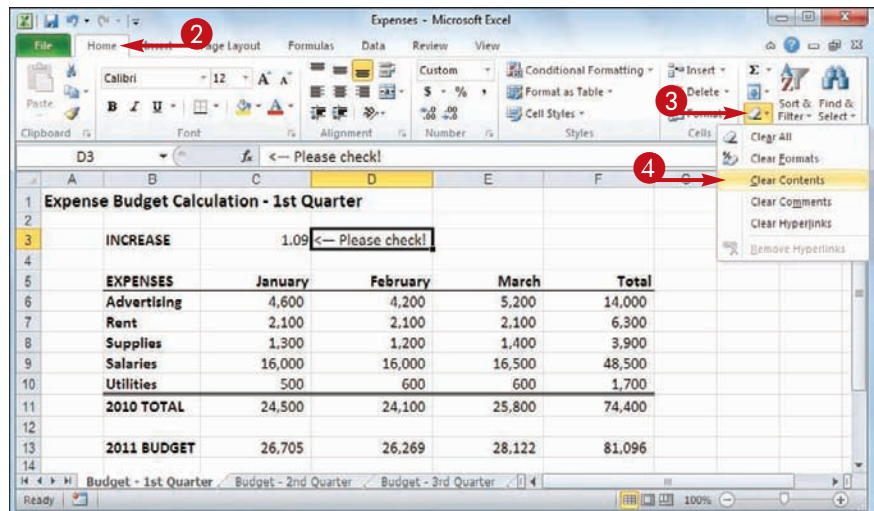 Expenses - Microsoft Excel
File Home Insert Page Layout Formulas Data Review View
2
Calibri 12 A A Custom Conditional Formatting Insert Σ
Paste B I U A $ % , Format as Table Delete
3
.00 .0 Cell Styles Format Sort & Filter Find & Select
Clipboard Font Alignment Number Styles Cells
Clear All
Clear Formats
4
Clear Contents
Clear Comments
Clear Hyperlinks
Remove Hyperlinks
D3 fx <— Please check!
A B C D E F G
1 Expense Budget Calculation - 1st Quarter
2
3 INCREASE 1.09 <— Please check!
4
5 EXPENSES January February March Total
6 Advertising 4,600 4,200 5,200 14,000
7 Rent 2,100 2,100 2,100 6,300
8 Supplies 1,300 1,200 1,400 3,900
9 Salaries 16,000 16,000 16,500 48,500
10 Utilities 500 600 600 1,700
11 2010 TOTAL 24,500 24,100 25,800 74,400
12
13 2011 BUDGET 26,705 26,269 28,122 81,096
14
Budget - 1st Quarter Budget - 2nd Quarter Budget - 3rd Quarter
Ready 100%